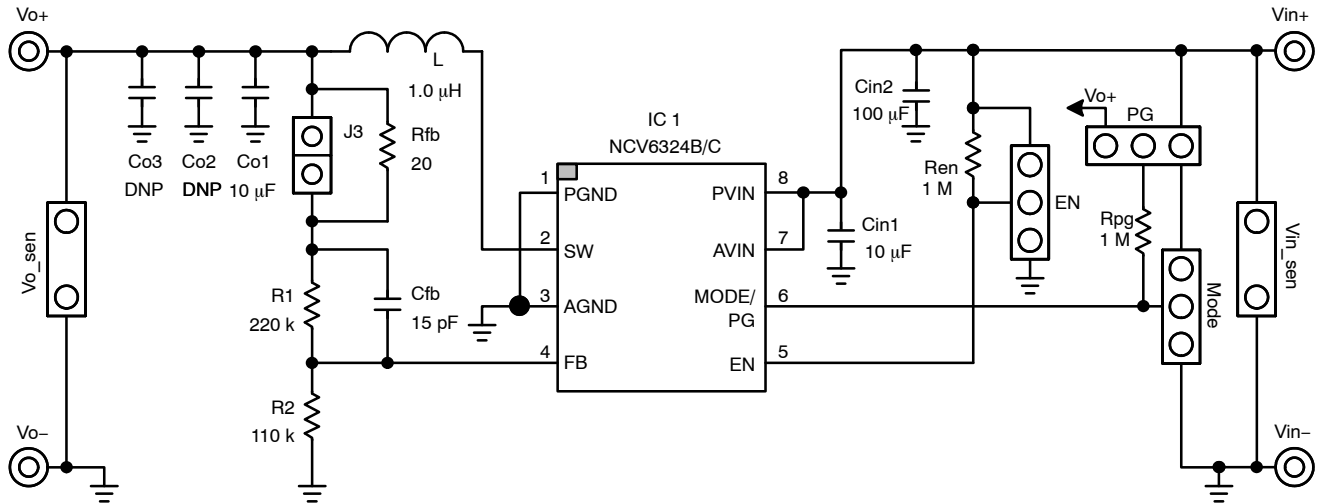 Vo+
Vin+
L
1.0 μH
J3
Rfb
20
Co3
DNP
Co2
DNP
Co1
10 μF
Vo_sen
R1
220 k
Cfb
15 pF
R2
110 k
Vo−
IC 1
NCV6324B/C
1
PGND
2
SW
3
AGND
4
FB
PVIN
8
AVIN
7
MODE/
PG
6
EN
5
Cin2
100 μF
Cin1
10 μF
Ren
1 M
EN
Vo+
PG
Rpg
1 M
Mode
Vin_sen
Vin−